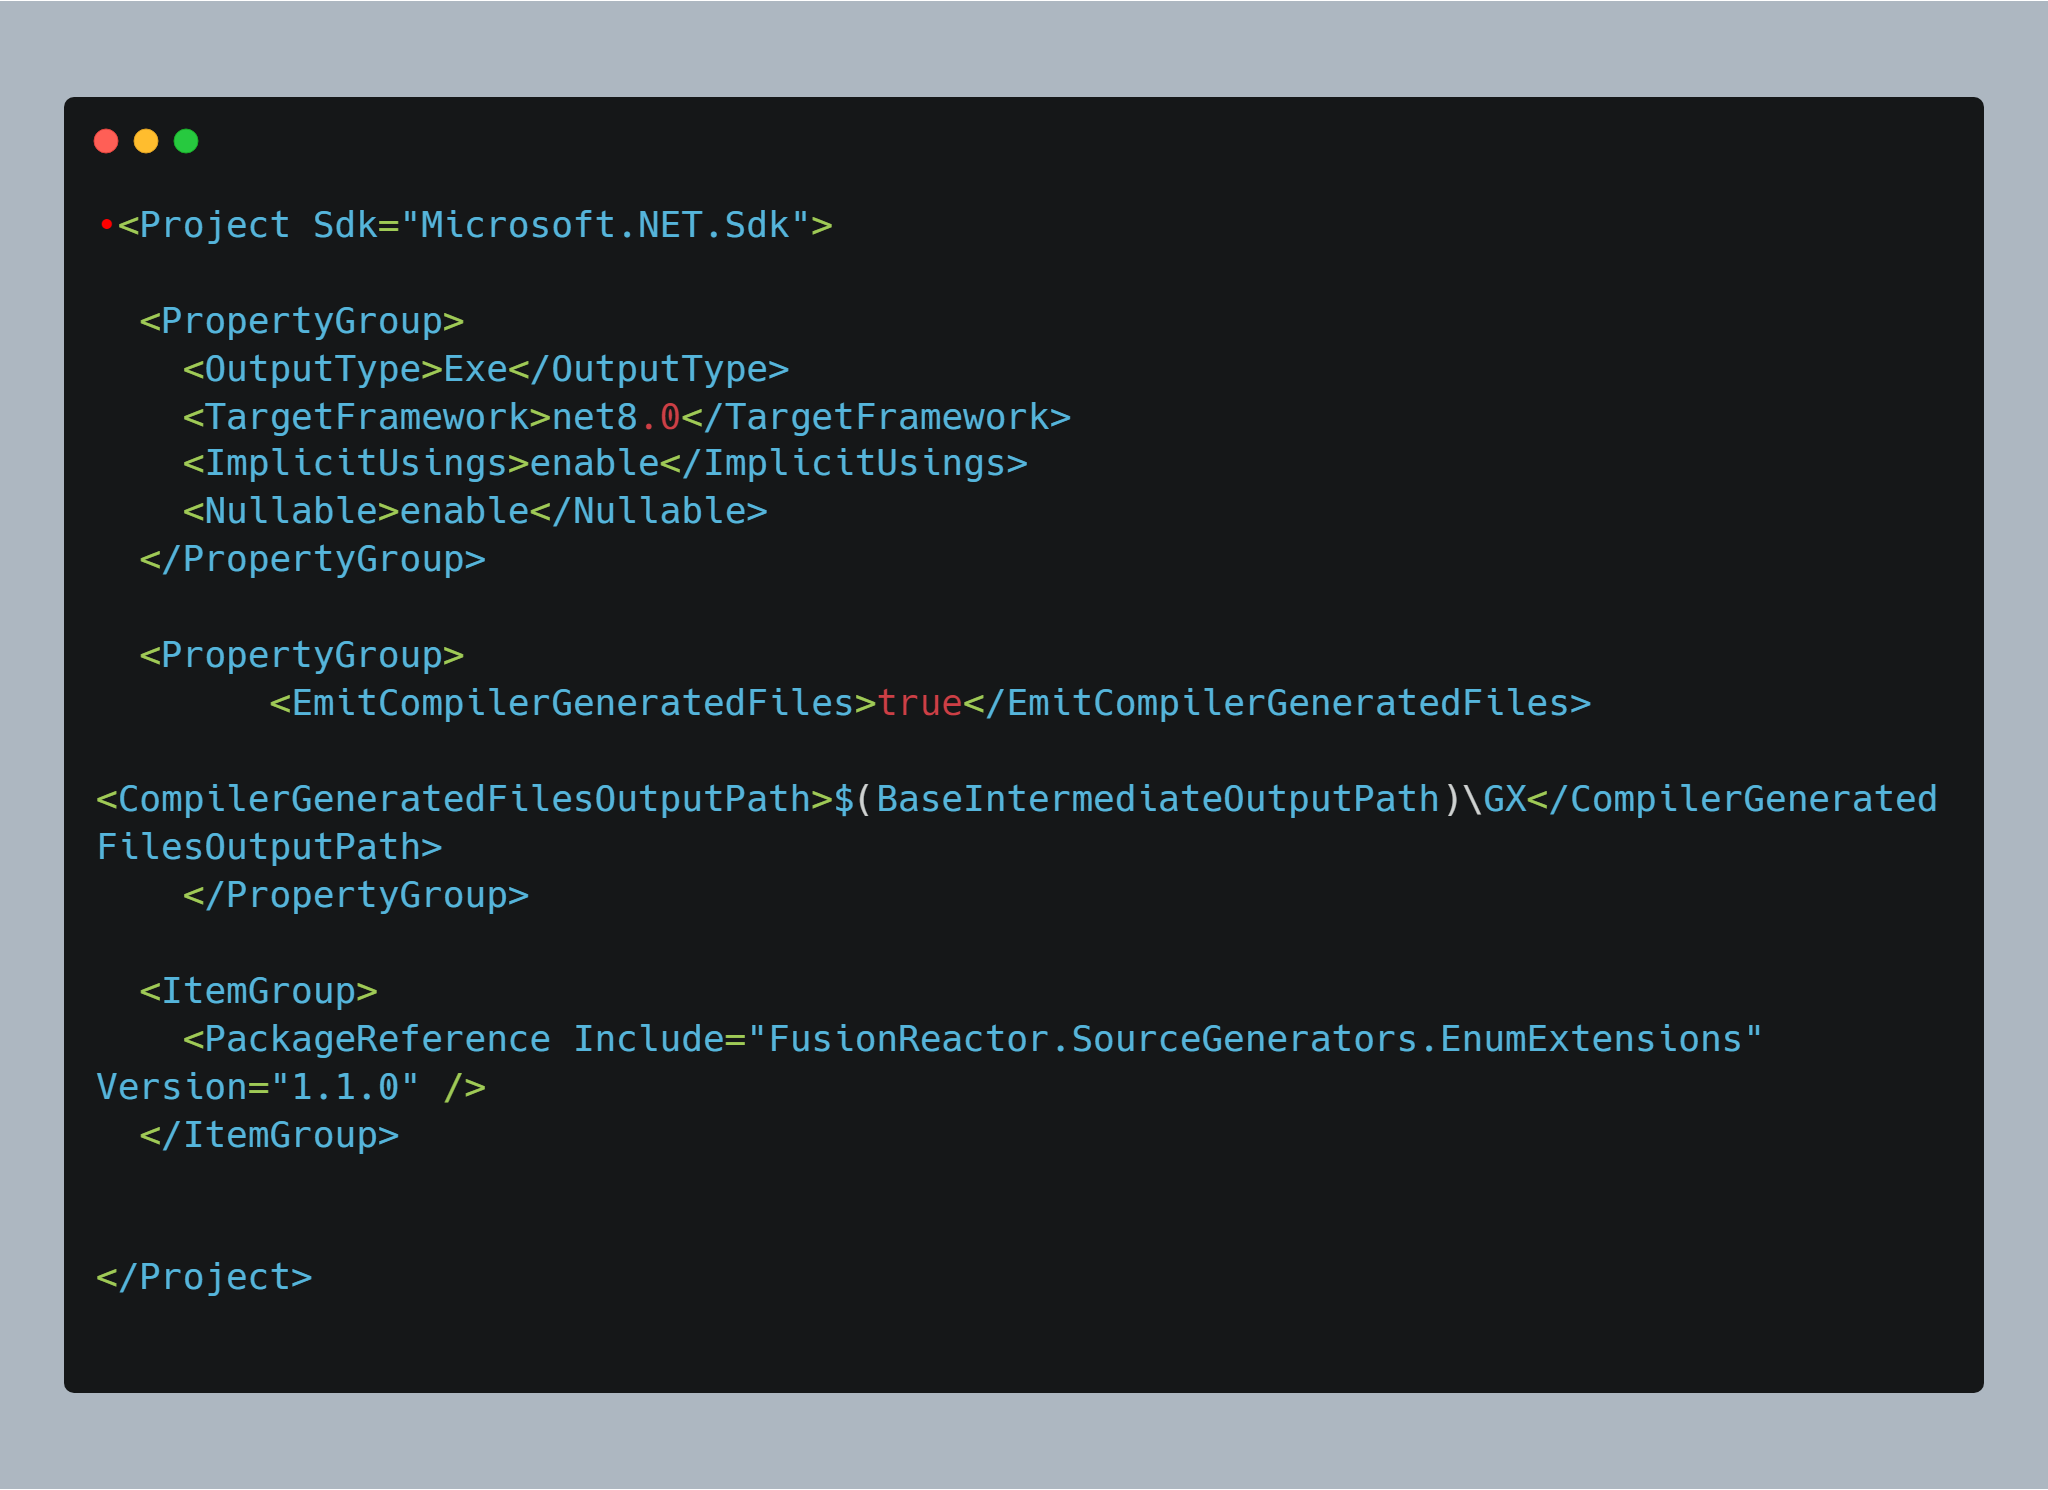 •<Project Sdk="Microsoft.NET.Sdk">

  <PropertyGroup>
    <OutputType>Exe</OutputType>
    <TargetFramework>net8.0</TargetFramework>
    <ImplicitUsings>enable</ImplicitUsings>
    <Nullable>enable</Nullable>
  </PropertyGroup>

  <PropertyGroup>
        <EmitCompilerGeneratedFiles>true</EmitCompilerGeneratedFiles>

<CompilerGeneratedFilesOutputPath>$(BaseIntermediateOutputPath)\GX</CompilerGenerated
FilesOutputPath>
    </PropertyGroup>

  <ItemGroup>
    <PackageReference Include="FusionReactor.SourceGenerators.EnumExtensions"
Version="1.1.0" />
  </ItemGroup>


</Project>